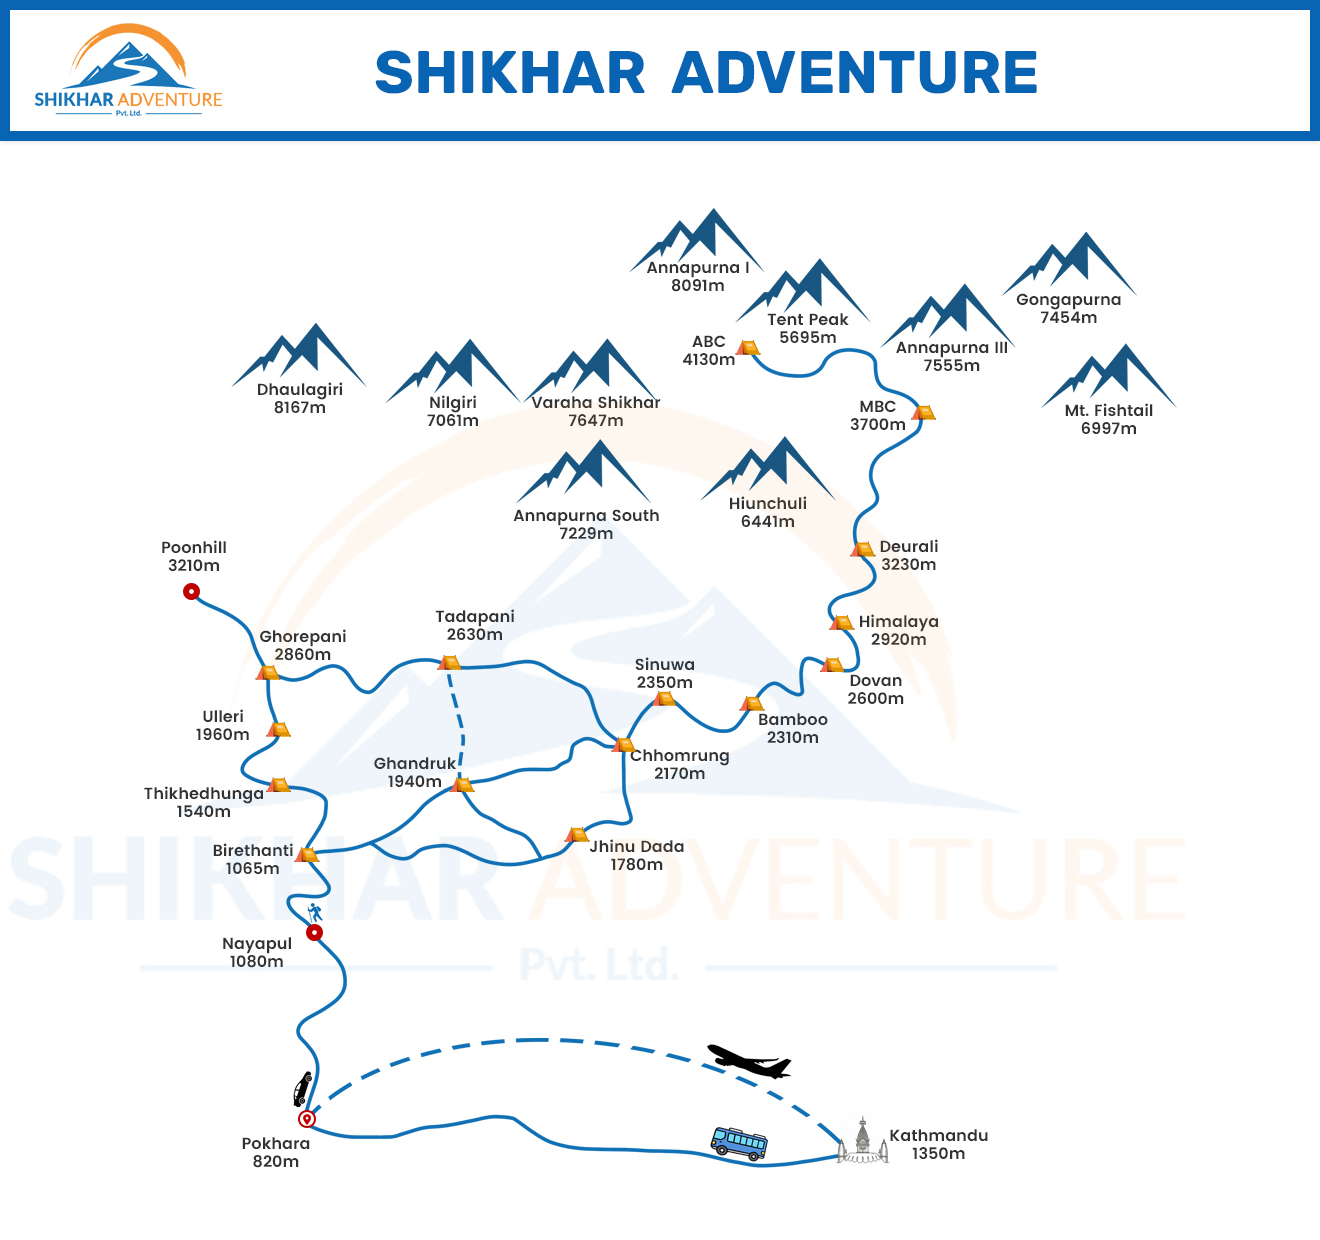 SHIKHAR ADVENTURE
Pvt. Ltd.
SHIKHAR ADVENTURE
Annapurna I
8091m
Tent Peak
5695m
Gongapurna
7454m
Annapurna III
7555m
ABC
4130m
Dhaulagiri
8167m
Nilgiri
7061m
Varaha Shikhar
7647m
MBC
3700m
Mt. Fishtail
6997m
Annapurna South
7229m
Hiunchuli
6441m
Poonhill
3210m
Deurali
3230m
Ghorepani
2860m
Tadapani
2630m
Himalaya
2920m
Sinuwa
2350m
Dovan
2600m
Ulleri
1960m
Bamboo
2310m
Ghandruk
1940m
Chhomrung
2170m
Thikhedhunga
1540m
Birethanti
1065m
Jhinu Dada
1780m
SHIKHAR ADVENTURE
Pvt. Ltd.
Nayapul
1080m
Pokhara
820m
Kathmandu
1350m